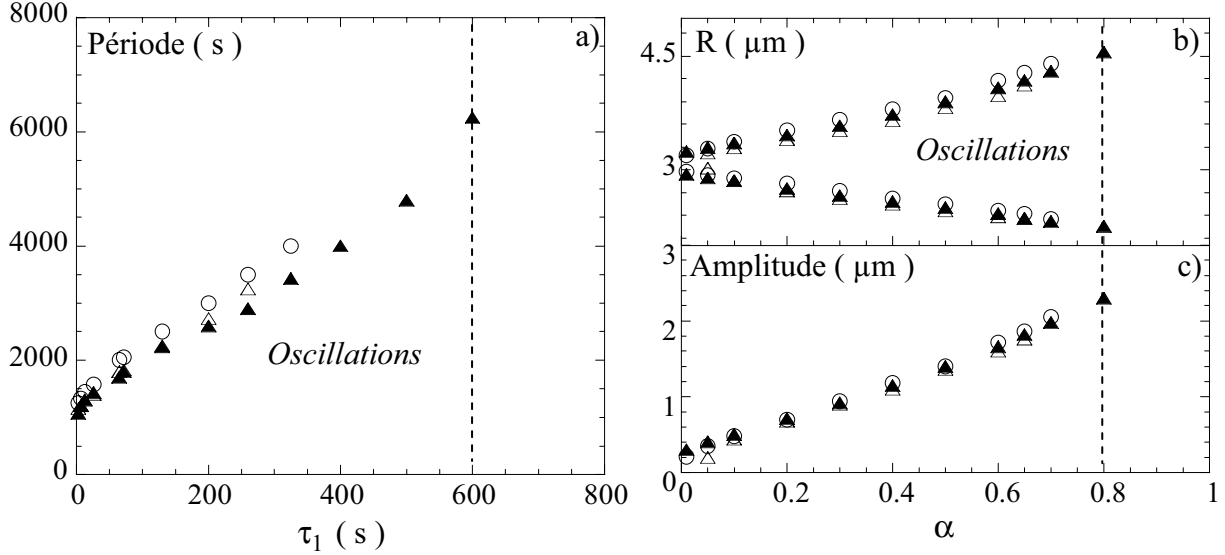 8000
6000
4000
2000
0
Période ( s )
a)
Oscillations
0
200
400
600
800
τ1 ( s )
4.5
3
R ( µm )
b)
Oscillations
3
2
1
0
Amplitude ( µm )
c)
0
0.2
0.4
0.6
0.8
1
α